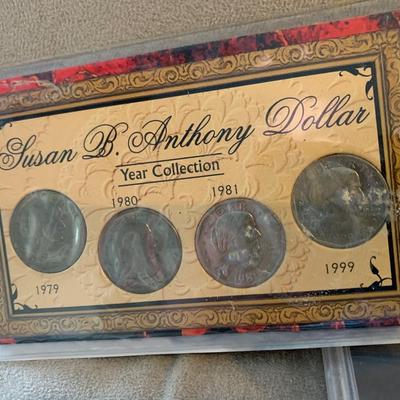 Susan B. Anthony Dollar
Year Collection
1979
1980
1981
1999